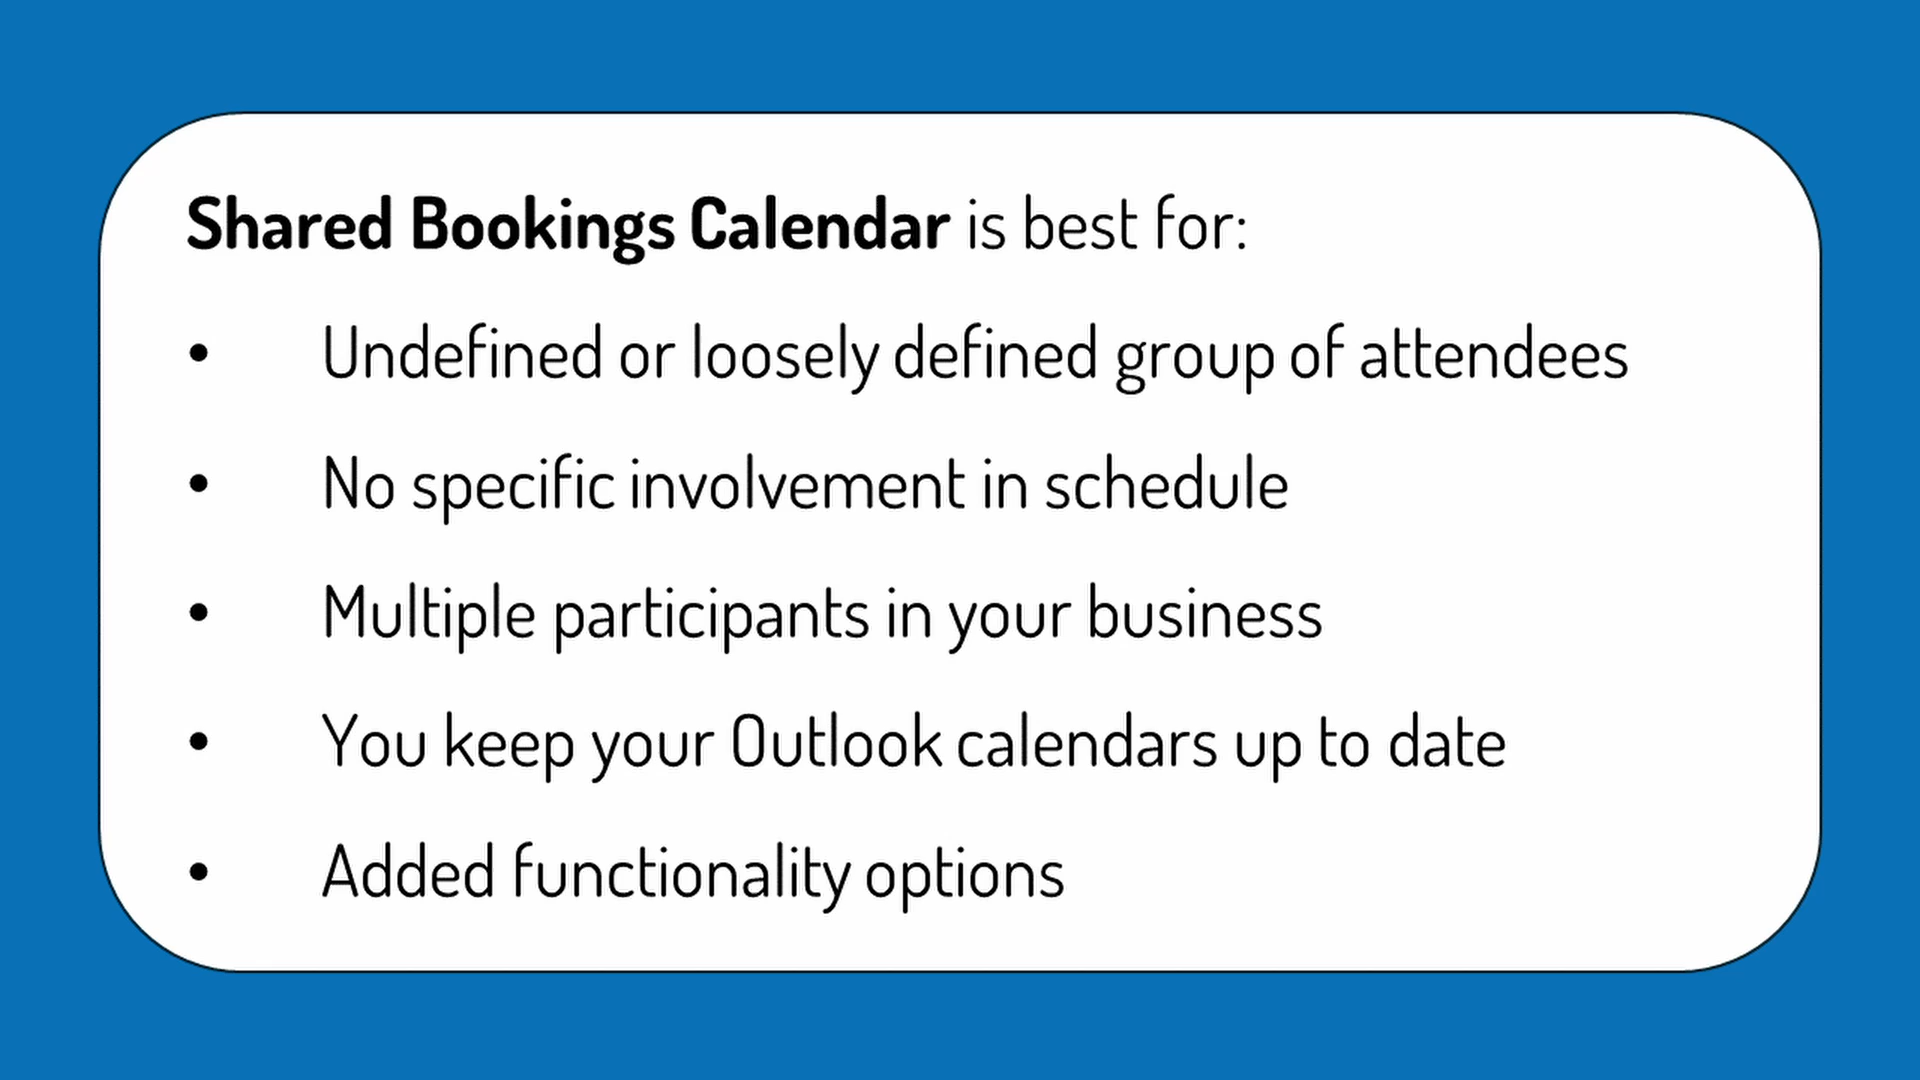 Shared Bookings Calendar is best for:
• Undefined or loosely defined group of attendees
• No specific involvement in schedule
• Multiple participants in your business
• You keep your Outlook calendars up to date
• Added functionality options